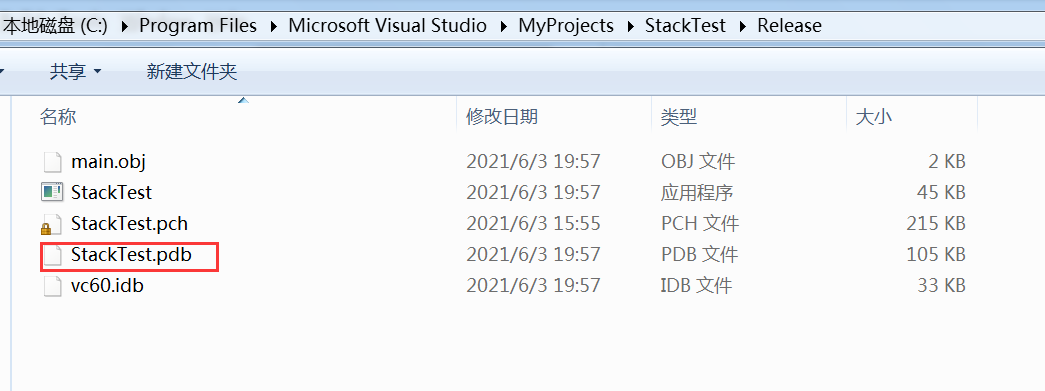 本地磁盘 (C:) Program Files Microsoft Visual Studio MyProjects StackTest Release
共享 新建文件夹
名称 修改日期 类型 大小
main.obj 2021/6/3 19:57 OBJ 文件 2 KB
StackTest 2021/6/3 19:57 应用程序 45 KB
StackTest.pch 2021/6/3 15:55 PCH 文件 215 KB
StackTest.pdb 2021/6/3 19:57 PDB 文件 105 KB
vc60.idb 2021/6/3 19:57 IDB 文件 33 KB